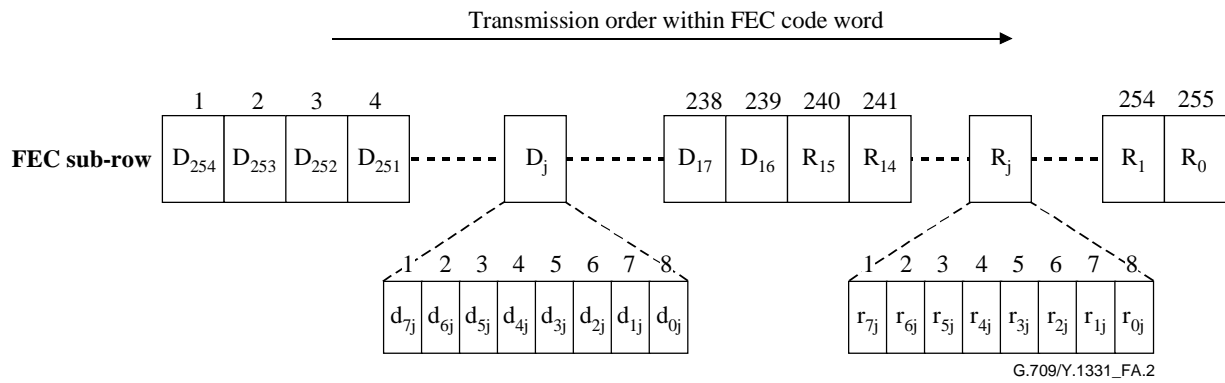 Transmission order within FEC code word
1 2 3 4 238 239 240 241 254 255
FEC sub-row D254 D253 D252 D251 Dj D17 D16 R15 R14 Rj R1 R0
1 2 3 4 5 6 7 8 1 2 3 4 5 6 7 8
d7j d6j d5j d4j d3j d2j d1j d0j r7j r6j r5j r4j r3j r2j r1j r0j
G.709/Y.1331_FA.2